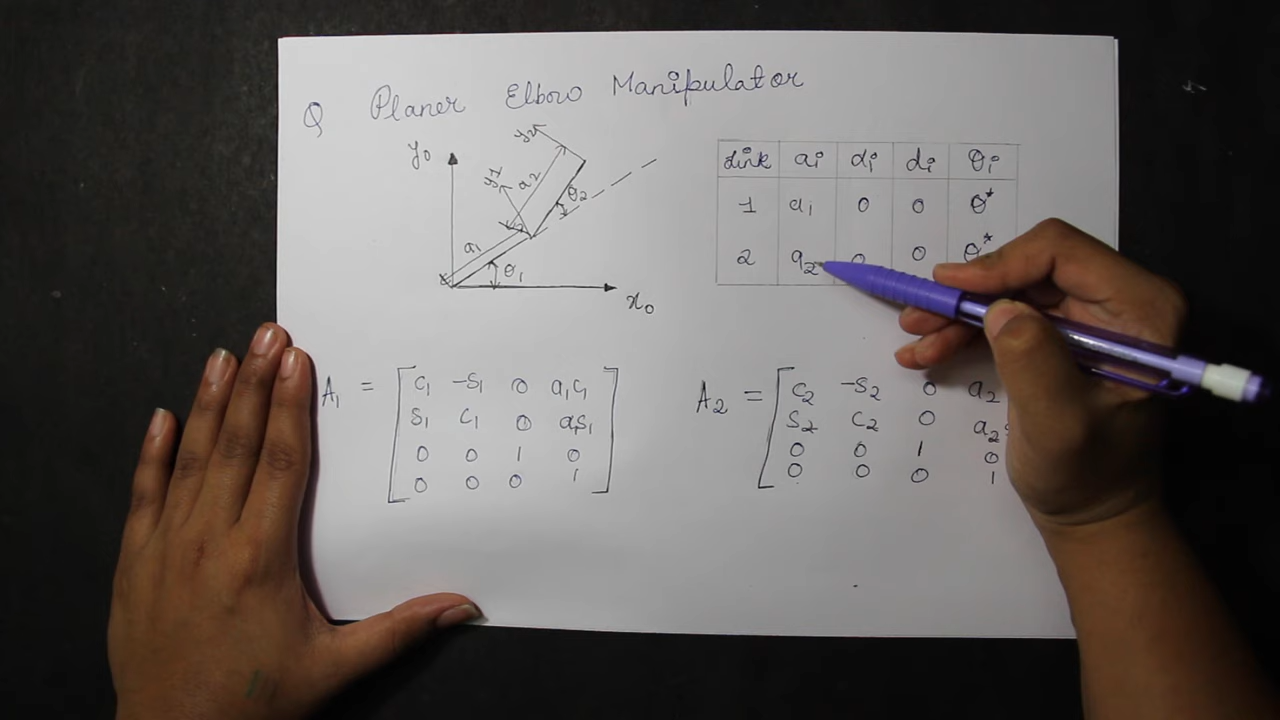 Q Planer Elbow Manipulator
y₀
y₂
y₁
a₂
θ₂
a₁
θ₁
x₀
Link ai αi di θi
1 a₁ 0 0 θ*
2 a₂ 0 0 θ*
A₁ = [ C₁ -S₁ 0 a₁C₁
S₁ C₁ 0 a₁S₁
0 0 1 0
0 0 0 1 ]
A₂ = [ C₂ -S₂ 0 a₂
S₂ C₂ 0 a₂
0 0 1 0
0 0 0 1